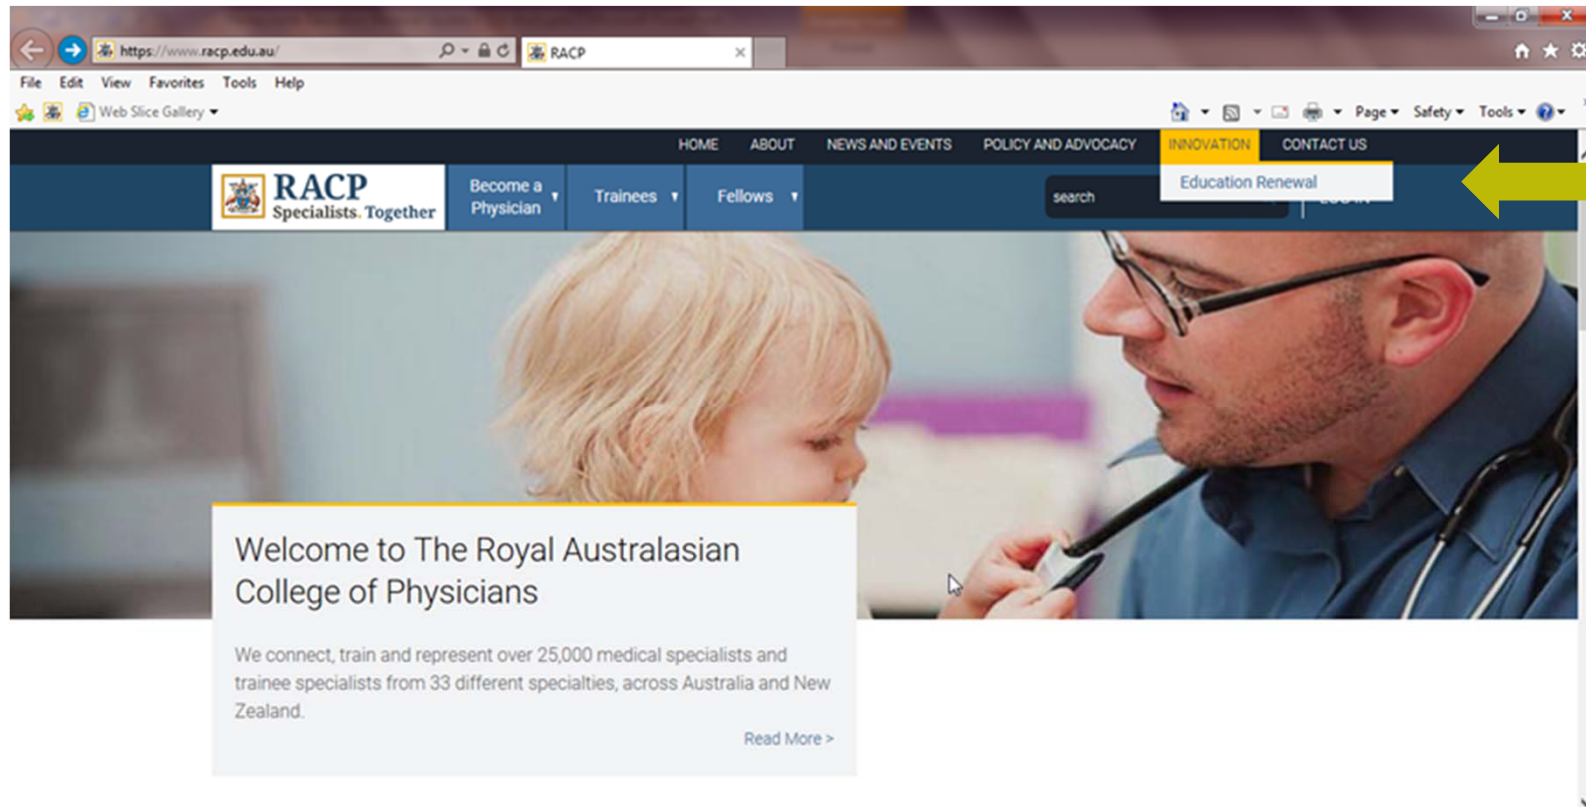 https://www.racp.edu.au/
RACP
File Edit View Favorites Tools Help
Web Slice Gallery
Page Safety Tools
HOME ABOUT NEWS AND EVENTS POLICY AND ADVOCACY INNOVATION CONTACT US
RACP
Specialists. Together
Become a
Physician
Trainees
Fellows
search
Education Renewal
Welcome to The Royal Australasian
College of Physicians
We connect, train and represent over 25,000 medical specialists and
trainee specialists from 33 different specialties, across Australia and New
Zealand.
Read More >